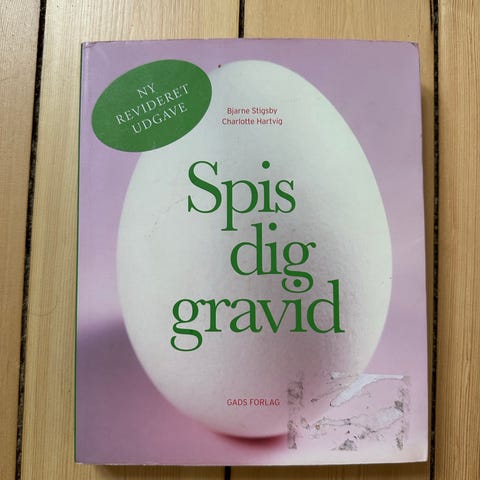 NY
REVIDERET
UDGAVE
Bjarne Stigsby
Charlotte Hartvig
Spis
dig
gravid
GADS FORLAG